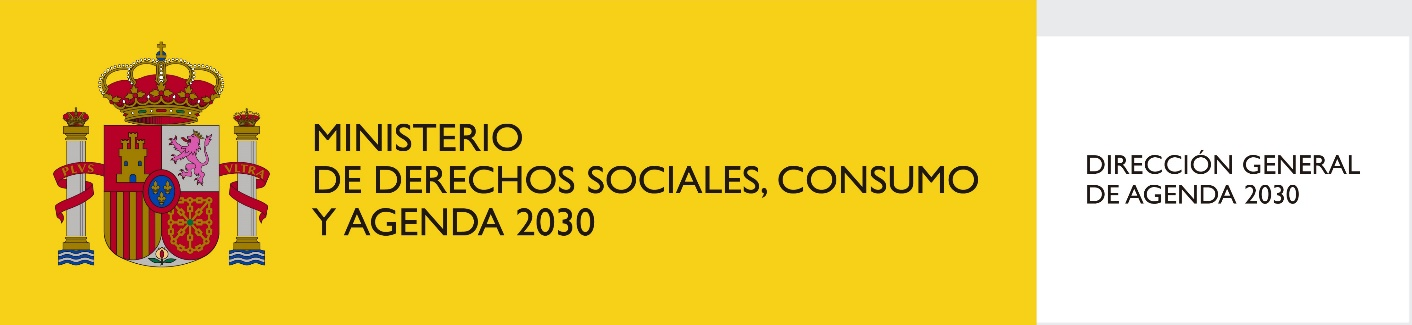 PLVS VLTRA
MINISTERIO
DE DERECHOS SOCIALES, CONSUMO
Y AGENDA 2030
DIRECCIÓN GENERAL
DE AGENDA 2030